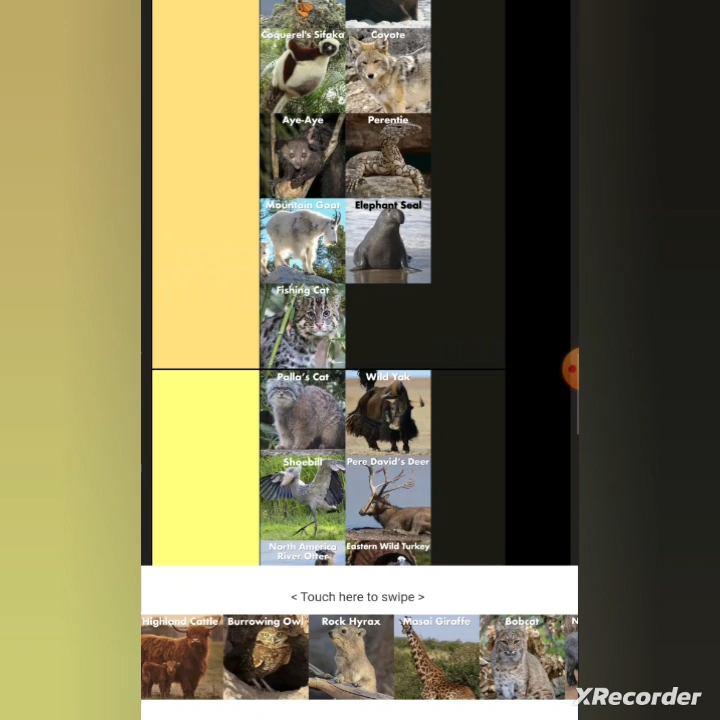 Coquerel's Sifaka
Coyote
Aye-Aye
Perentie
Mountain Goat
Elephant Seal
Fishing Cat
Palla's Cat
Wild Yak
Shoebill
Pere David's Deer
North America
River Otter
Eastern Wild Turkey
< Touch here to swipe >
Highland Cattle
Burrowing Owl
Rock Hyrax
Masai Giraffe
Bobcat
N
XRecorder